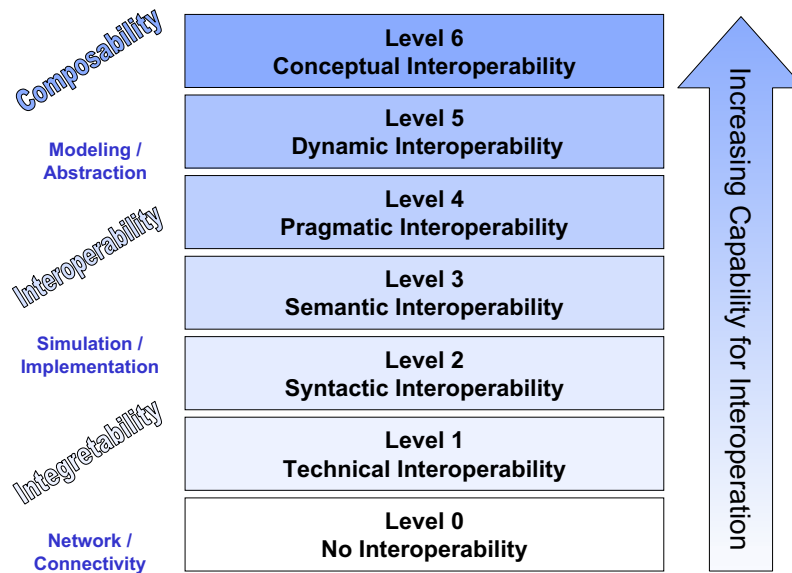 Composability
Level 6
Conceptual Interoperability
Modeling /
Abstraction
Level 5
Dynamic Interoperability
Interoperability
Level 4
Pragmatic Interoperability
Level 3
Semantic Interoperability
Simulation /
Implementation
Level 2
Syntactic Interoperability
Integretability
Level 1
Technical Interoperability
Network /
Connectivity
Level 0
No Interoperability
Increasing Capability for Interoperation